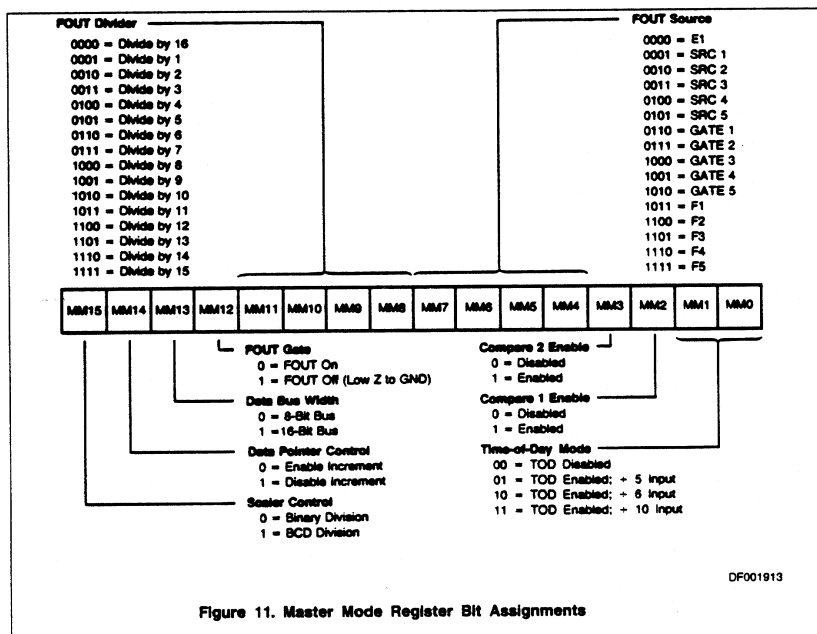 FOUT Divider
0000 = Divide by 16
0001 = Divide by 1
0010 = Divide by 2
0011 = Divide by 3
0100 = Divide by 4
0101 = Divide by 5
0110 = Divide by 6
0111 = Divide by 7
1000 = Divide by 8
1001 = Divide by 9
1010 = Divide by 10
1011 = Divide by 11
1100 = Divide by 12
1101 = Divide by 13
1110 = Divide by 14
1111 = Divide by 15
FOUT Source
0000 = E1
0001 = SRC 1
0010 = SRC 2
0011 = SRC 3
0100 = SRC 4
0101 = SRC 5
0110 = GATE 1
0111 = GATE 2
1000 = GATE 3
1001 = GATE 4
1010 = GATE 5
1011 = F1
1100 = F2
1101 = F3
1110 = F4
1111 = F5
MM15 MM14 MM13 MM12 MM11 MM10 MM9 MM8 MM7 MM6 MM5 MM4 MM3 MM2 MM1 MM0
FOUT Gate
0 = FOUT On
1 = FOUT Off (Low Z to GND)
Data Bus Width
0 = 8-Bit Bus
1 =16-Bit Bus
Data Pointer Control
0 = Enable Increment
1 = Disable Increment
Scaler Control
0 = Binary Division
1 = BCD Division
Compare 2 Enable
0 = Disabled
1 = Enabled
Compare 1 Enable
0 = Disabled
1 = Enabled
Time-of-Day Mode
00 = TOD Disabled
01 = TOD Enabled; ÷ 5 Input
10 = TOD Enabled; ÷ 6 Input
11 = TOD Enabled; ÷ 10 Input
DF001913
Figure 11. Master Mode Register Bit Assignments